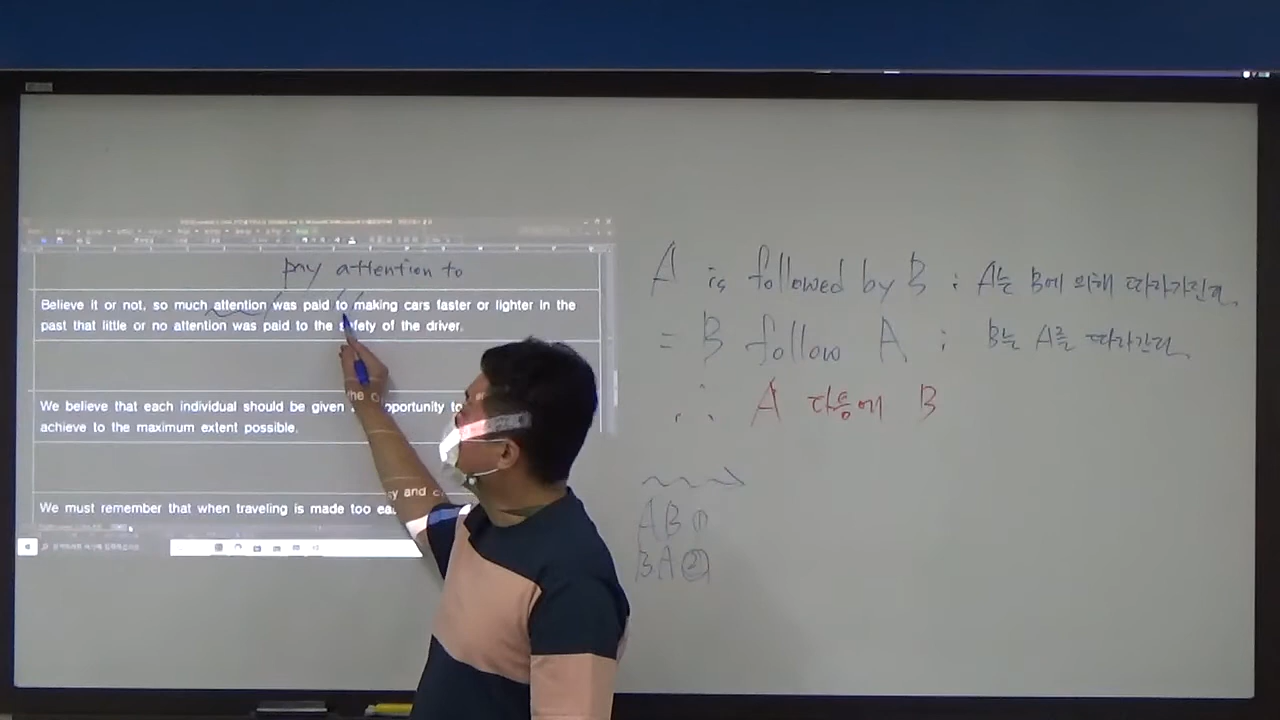 pay attention to
Believe it or not, so much attention was paid to making cars faster or lighter in the
past that little or no attention was paid to the safety of the driver.
We believe that each individual should be given opportunity to
achieve to the maximum extent possible.
We must remember that when traveling is made too
A is followed by B : A는 B에 의해 따라가진다.
= B follow A : B는 A를 따라간다.
∴ A 다음에 B
AB ①
BA ②